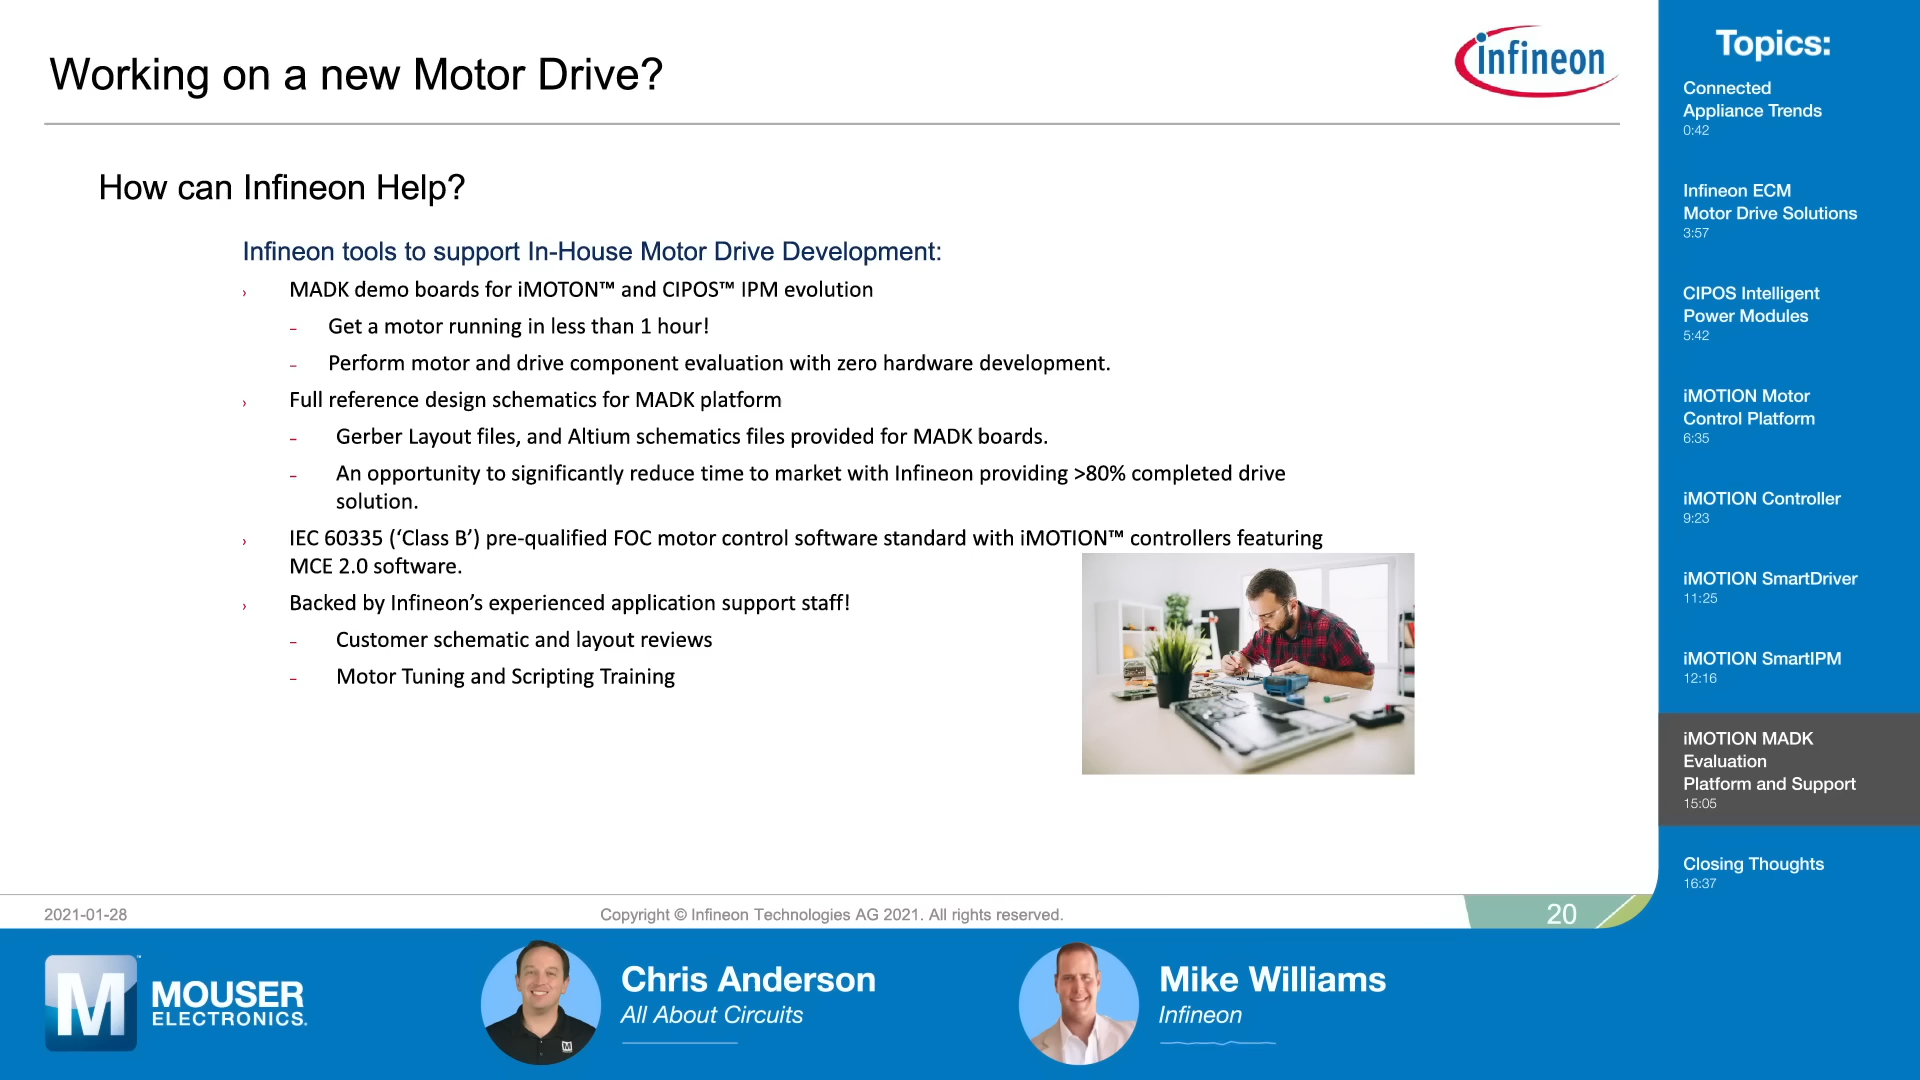 Working on a new Motor Drive?
infineon
How can Infineon Help?
Infineon tools to support In-House Motor Drive Development:
› MADK demo boards for iMOTON™ and CIPOS™ IPM evolution
– Get a motor running in less than 1 hour!
– Perform motor and drive component evaluation with zero hardware development.
› Full reference design schematics for MADK platform
– Gerber Layout files, and Altium schematics files provided for MADK boards.
– An opportunity to significantly reduce time to market with Infineon providing >80% completed drive
solution.
› IEC 60335 (‘Class B’) pre-qualified FOC motor control software standard with iMOTION™ controllers featuring
MCE 2.0 software.
› Backed by Infineon’s experienced application support staff!
– Customer schematic and layout reviews
– Motor Tuning and Scripting Training
2021-01-28
Copyright © Infineon Technologies AG 2021. All rights reserved.
20
Topics:
Connected
Appliance Trends
0:42
Infineon ECM
Motor Drive Solutions
3:57
CIPOS Intelligent
Power Modules
5:42
iMOTION Motor
Control Platform
6:35
iMOTION Controller
9:23
iMOTION SmartDriver
11:25
iMOTION SmartIPM
12:16
iMOTION MADK
Evaluation
Platform and Support
15:05
Closing Thoughts
16:37
M™
MOUSER
ELECTRONICS.
Chris Anderson
All About Circuits
Mike Williams
Infineon